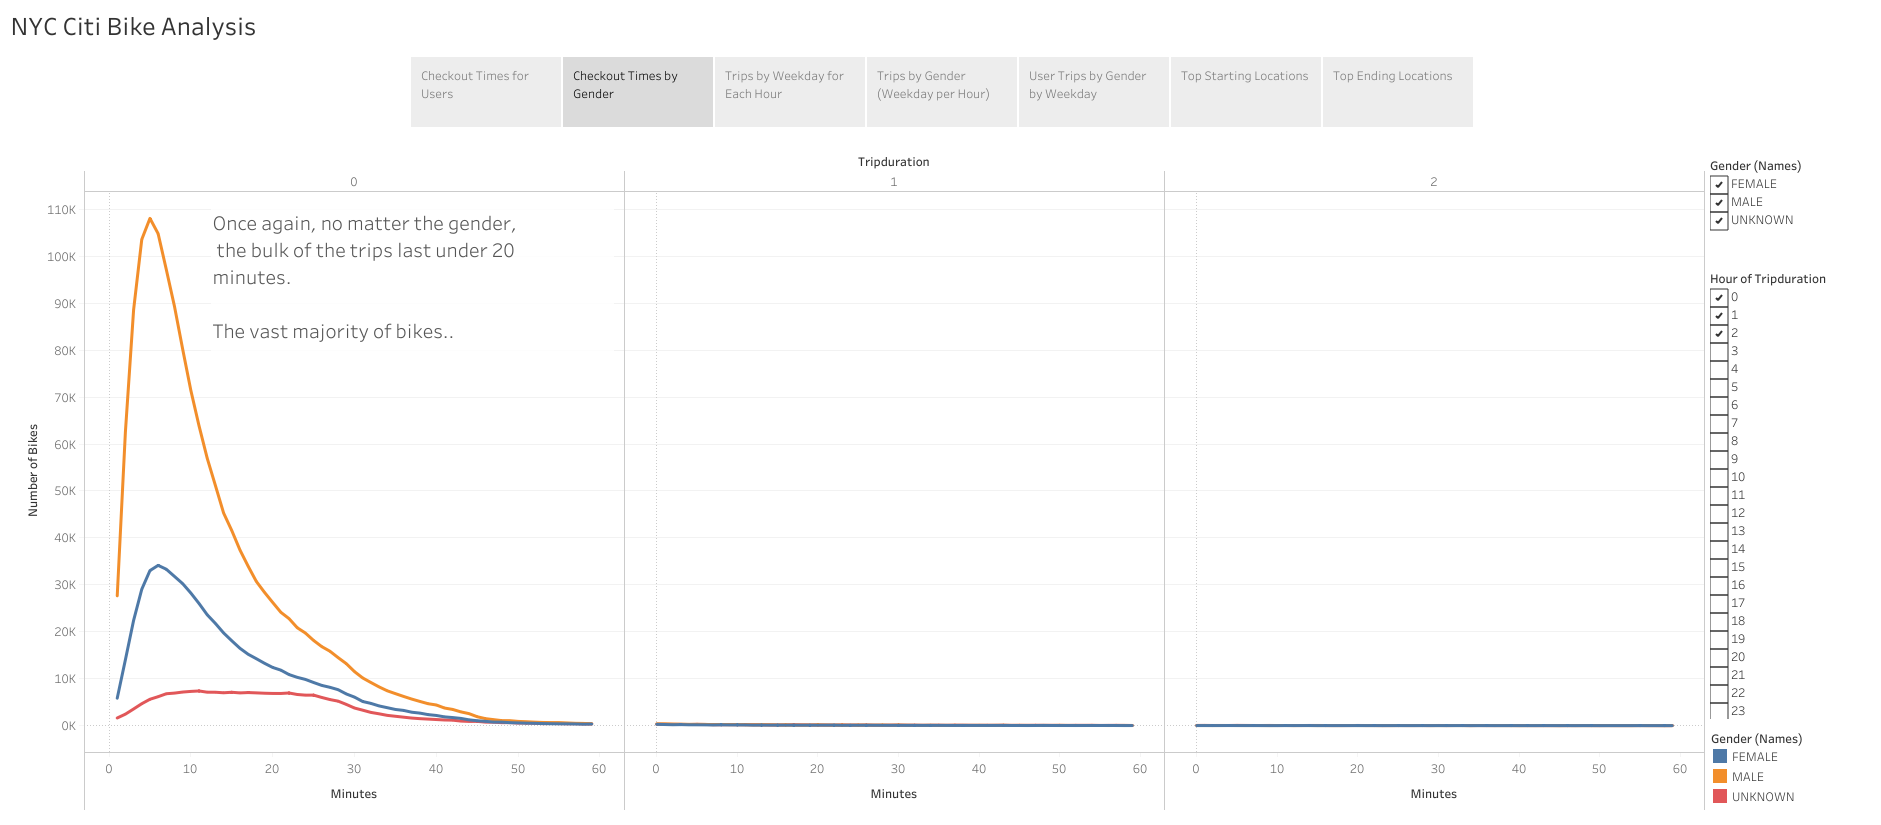 NYC Citi Bike Analysis
Checkout Times for
Users
Checkout Times by
Gender
Trips by Weekday for
Each Hour
Trips by Gender
(Weekday per Hour)
User Trips by Gender
by Weekday
Top Starting Locations
Top Ending Locations
Tripduration
0
1
2
110K
100K
90K
80K
70K
60K
50K
40K
30K
20K
10K
0K
Number of Bikes
Once again, no matter the gender,
the bulk of the trips last under 20
minutes.
The vast majority of bikes..
0 10 20 30 40 50 60
0 10 20 30 40 50 60
0 10 20 30 40 50 60
Minutes
Minutes
Minutes
Gender (Names)
FEMALE
MALE
UNKNOWN
Hour of Tripduration
0
1
2
3
4
5
6
7
8
9
10
11
12
13
14
15
16
17
18
19
20
21
22
23
Gender (Names)
FEMALE
MALE
UNKNOWN